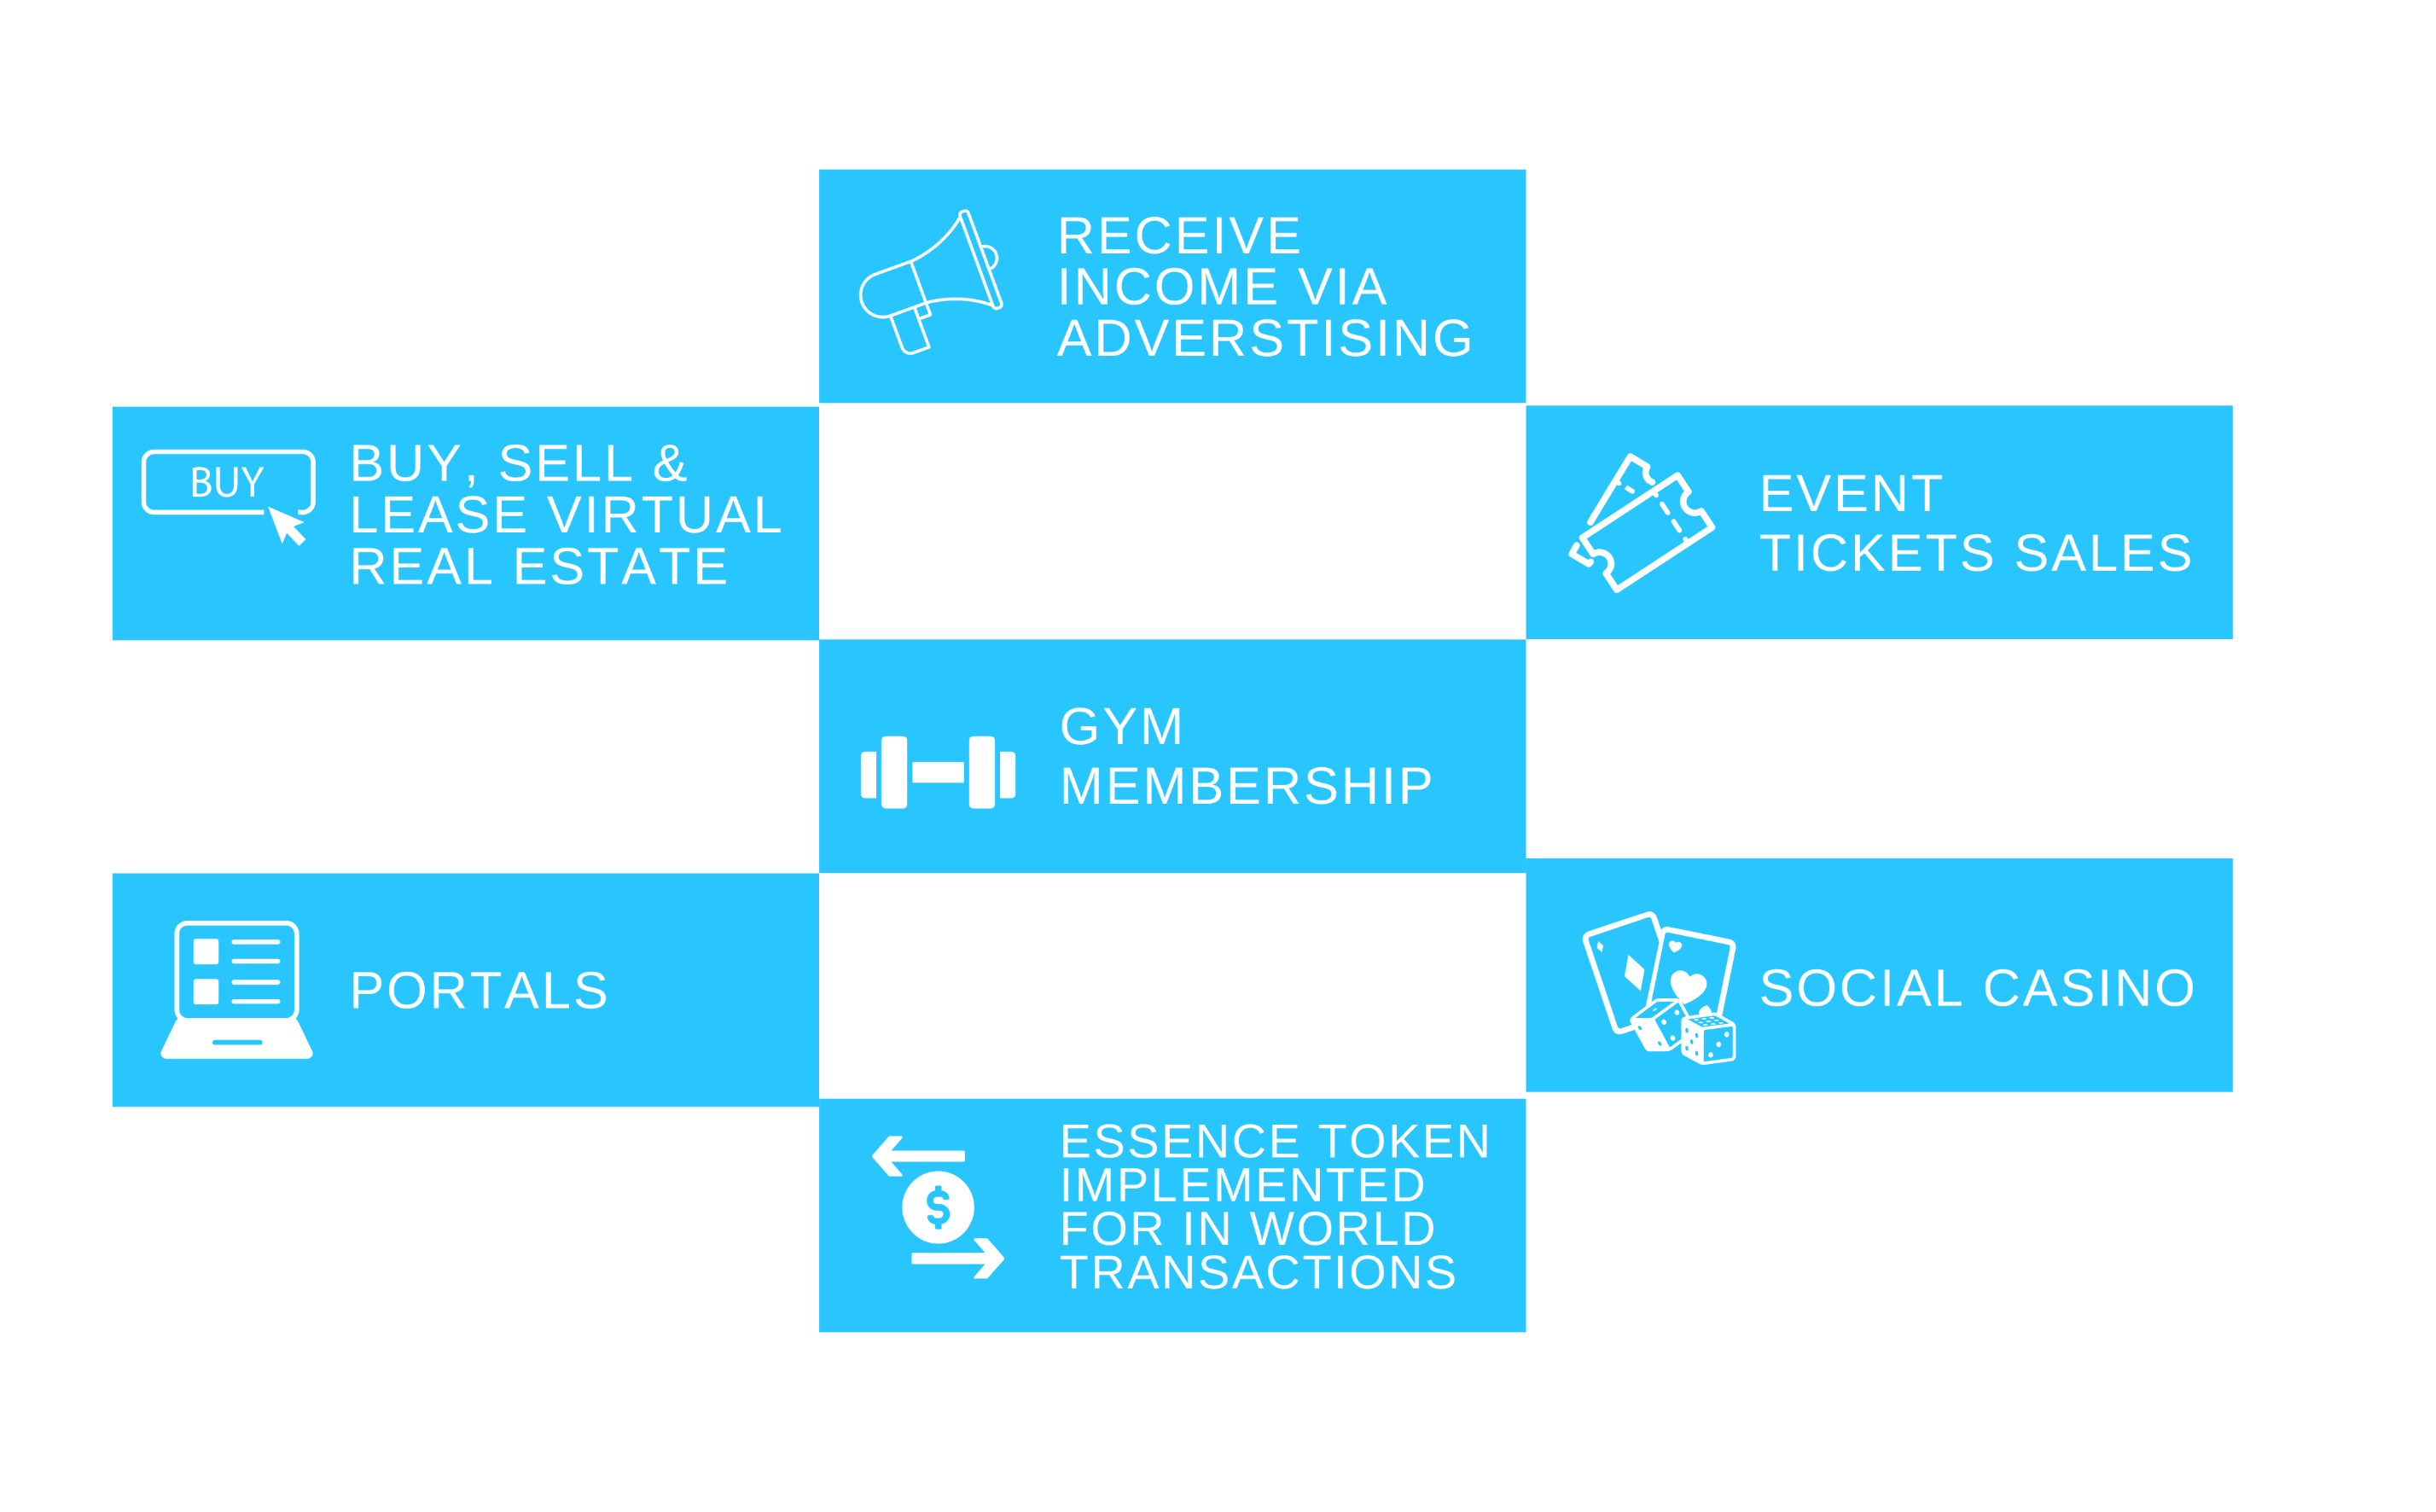 RECEIVE
INCOME VIA
ADVERSTISING
BUY
BUY, SELL &
LEASE VIRTUAL
REAL ESTATE
EVENT
TICKETS SALES
GYM
MEMBERSHIP
PORTALS
SOCIAL CASINO
ESSENCE TOKEN
IMPLEMENTED
FOR IN WORLD
TRANSACTIONS